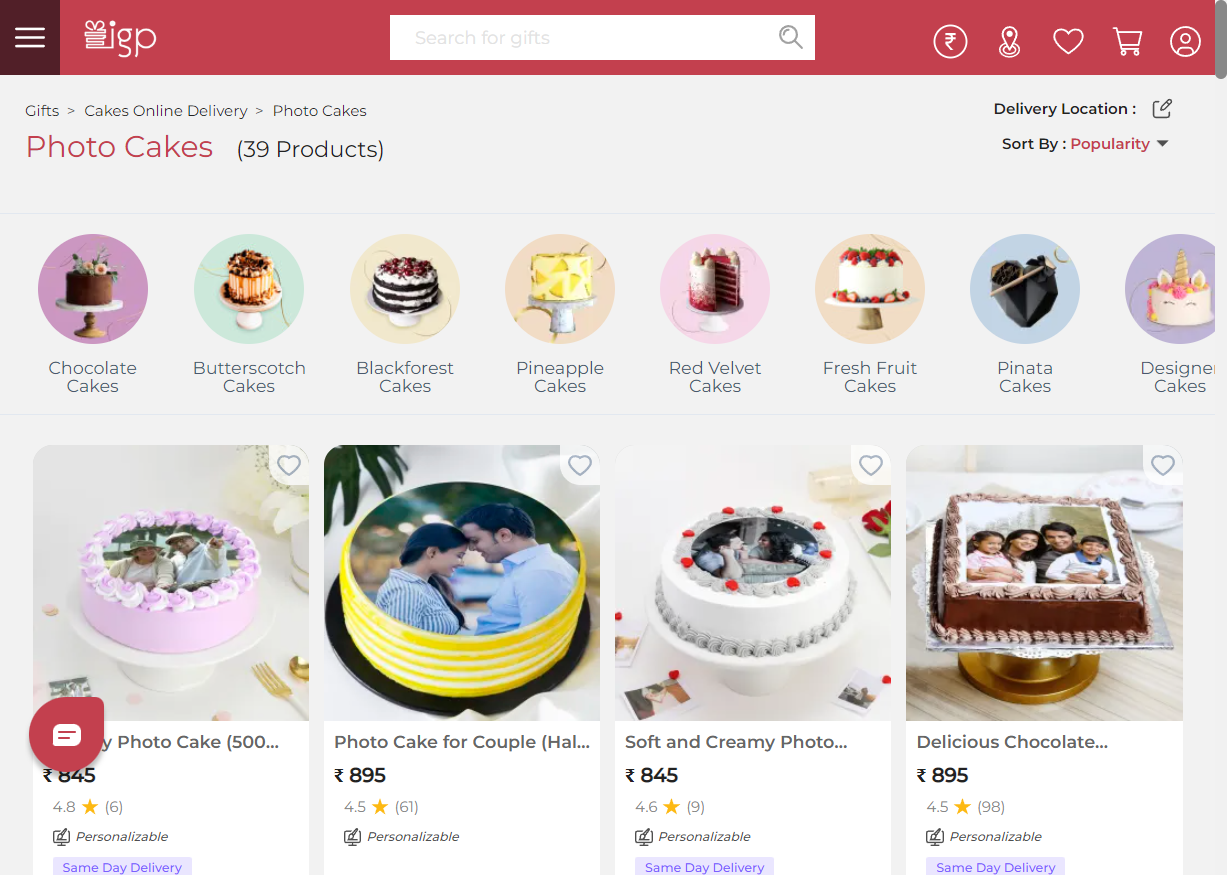 igp
Search for gifts
Gifts > Cakes Online Delivery > Photo Cakes
Delivery Location :
Photo Cakes (39 Products)
Sort By : Popularity
Chocolate
Cakes
Butterscotch
Cakes
Blackforest
Cakes
Pineapple
Cakes
Red Velvet
Cakes
Fresh Fruit
Cakes
Pinata
Cakes
Designer
Cakes
y Photo Cake (500...
₹ 845
4.8 ★ (6)
Personalizable
Same Day Delivery
Photo Cake for Couple (Hal...
₹ 895
4.5 ★ (61)
Personalizable
Soft and Creamy Photo...
₹ 845
4.6 ★ (9)
Personalizable
Same Day Delivery
Delicious Chocolate...
₹ 895
4.5 ★ (98)
Personalizable
Same Day Delivery